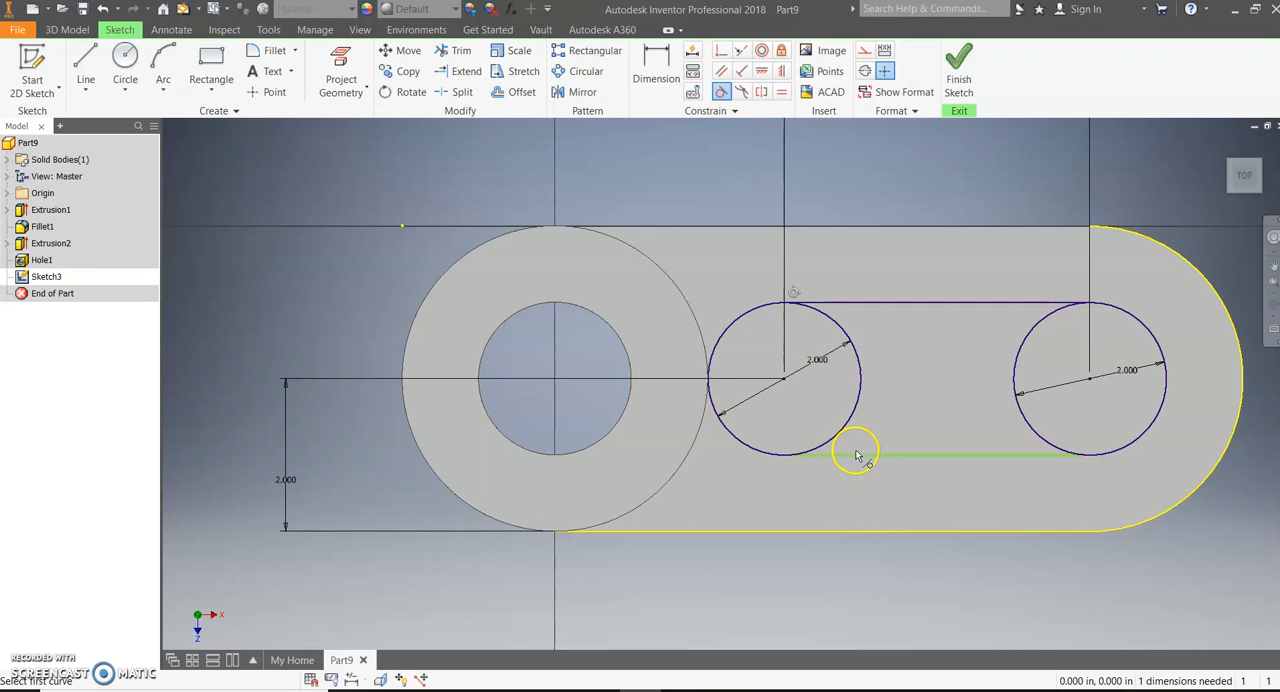 PRO
Material
Default
Autodesk Inventor Professional 2018 Part9
Search Help & Commands...
Sign In
File 3D Model Sketch Annotate Inspect Tools Manage View Environments Get Started Vault Autodesk A360
Start
2D Sketch
Line
Circle
Arc
Rectangle
Fillet
Text
Point
Project
Geometry
Move
Copy
Rotate
Trim
Extend
Split
Scale
Stretch
Offset
Rectangular
Circular
Mirror
Dimension
Image
Points
ACAD
Show Format
Finish
Sketch
Sketch
Create
Modify
Pattern
Constrain
Insert
Format
Exit
Model
Part9
Solid Bodies(1)
View: Master
Origin
Extrusion1
Fillet1
Extrusion2
Hole1
Sketch3
End of Part
TOP
2.000
2.000
2.000
X
Z
My Home
Part9
RECORDED WITH
SCREENCAST MATIC
Select first curve
0.000 in, 0.000 in 1 dimensions needed 1 1